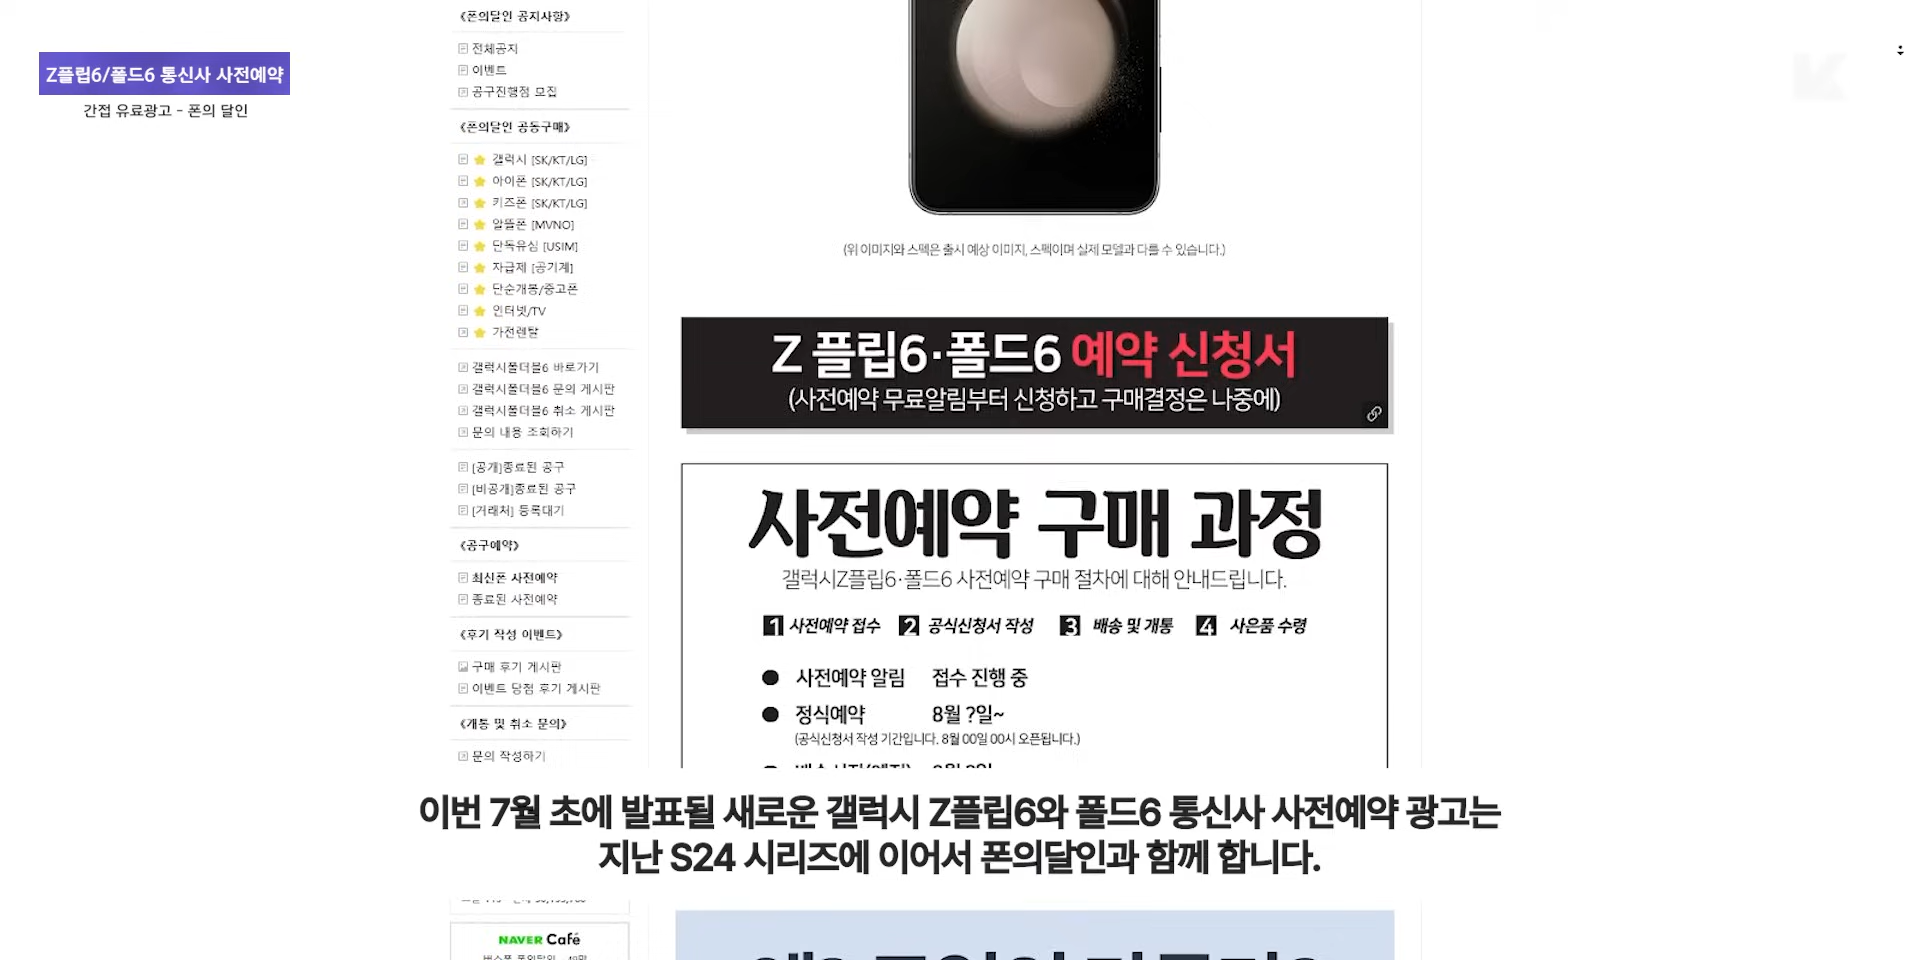 Z플립6/폴드6 통신사 사전예약
간접 유료광고 - 폰의 달인
《폰의달인 공지사항》
전체공지
이벤트
공구진행점 모집
《폰의달인 공동구매》
갤럭시 [SK/KT/LG]
아이폰 [SK/KT/LG]
키즈폰 [SK/KT/LG]
알뜰폰 [MVNO]
단독유심 [USIM]
자급제 [공기계]
단순개봉/중고폰
인터넷/TV
가전렌탈
갤럭시폴더블6 바로가기
갤럭시폴더블6 문의 게시판
갤럭시폴더블6 취소 게시판
문의 내용 조회하기
[공개]종료된 공구
[비공개]종료된 공구
[거래처] 등록대기
《공구예약》
최신폰 사전예약
종료된 사전예약
《후기 작성 이벤트》
구매 후기 게시판
이벤트 당첨 후기 게시판
《개통 및 취소 문의》
문의 작성하기
(위 이미지와 스펙은 출시 예상 이미지, 스펙이며 실제 모델과 다를 수 있습니다.)
Z 플립6·폴드6 예약 신청서
(사전예약 무료알림부터 신청하고 구매결정은 나중에)
사전예약 구매 과정
갤럭시Z플립6·폴드6 사전예약 구매 절차에 대해 안내드립니다.
1 사전예약 접수 2 공식신청서 작성 3 배송 및 개통 4 사은품 수령
● 사전예약 알림 접수 진행 중
● 정식예약 8월 ?일~
(공식신청서 작성 기간입니다. 8월 00일 00시 오픈됩니다.)
이번 7월 초에 발표될 새로운 갤럭시 Z플립6와 폴드6 통신사 사전예약 광고는
지난 S24 시리즈에 이어서 폰의달인과 함께 합니다.
NAVER Café